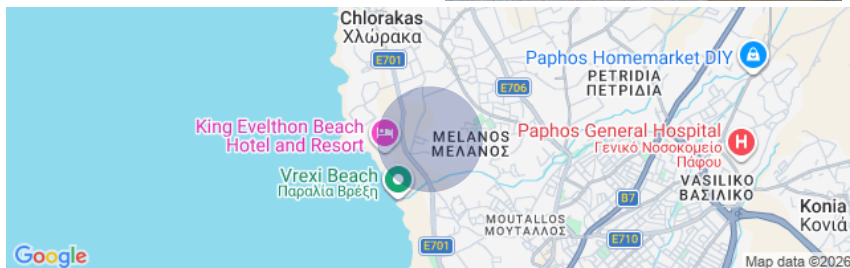 Chlorakas
Χλώρακα
E701
Paphos Homemarket DIY
PETRIDIA
ΠΕΤΡΙΔΙΑ
E706
King Evelthon Beach
Hotel and Resort
MELANOS
ΜΕΛΑΝΟΣ
Paphos General Hospital
Γενικό Νοσοκομείο
Πάφου
H
Vrexi Beach
Παραλία Βρέξη
VASILIKO
ΒΑΣΙΛΙΚΟ
B7
Konia
Κονιά
MOUTALLOS
ΜΟΥΤΑΛΛΟΣ
E701
E710
Google
Map data ©2026